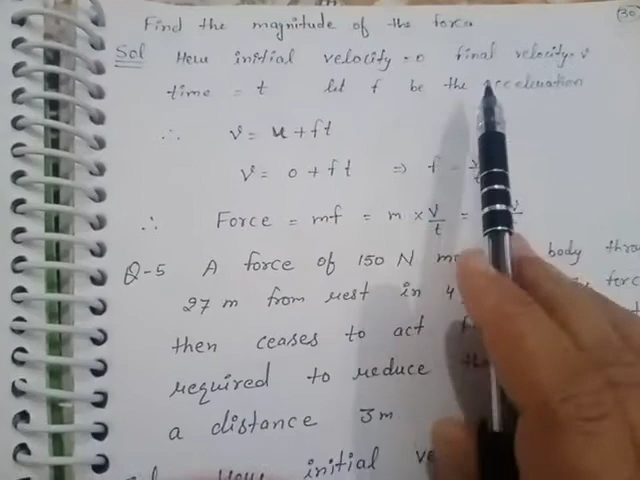 (30)
Find the magnitude of the force
Sol Here initial velocity = 0 final velocity = v
time = t let f be the acceleration
∴ v = u + ft
v = 0 + ft ⇒ f = v/t
∴ Force = mf = m × v/t =
Q-5 A force of 150 N body
27 m from rest in 4
then ceases to act
required to reduce
a distance 3m
initial